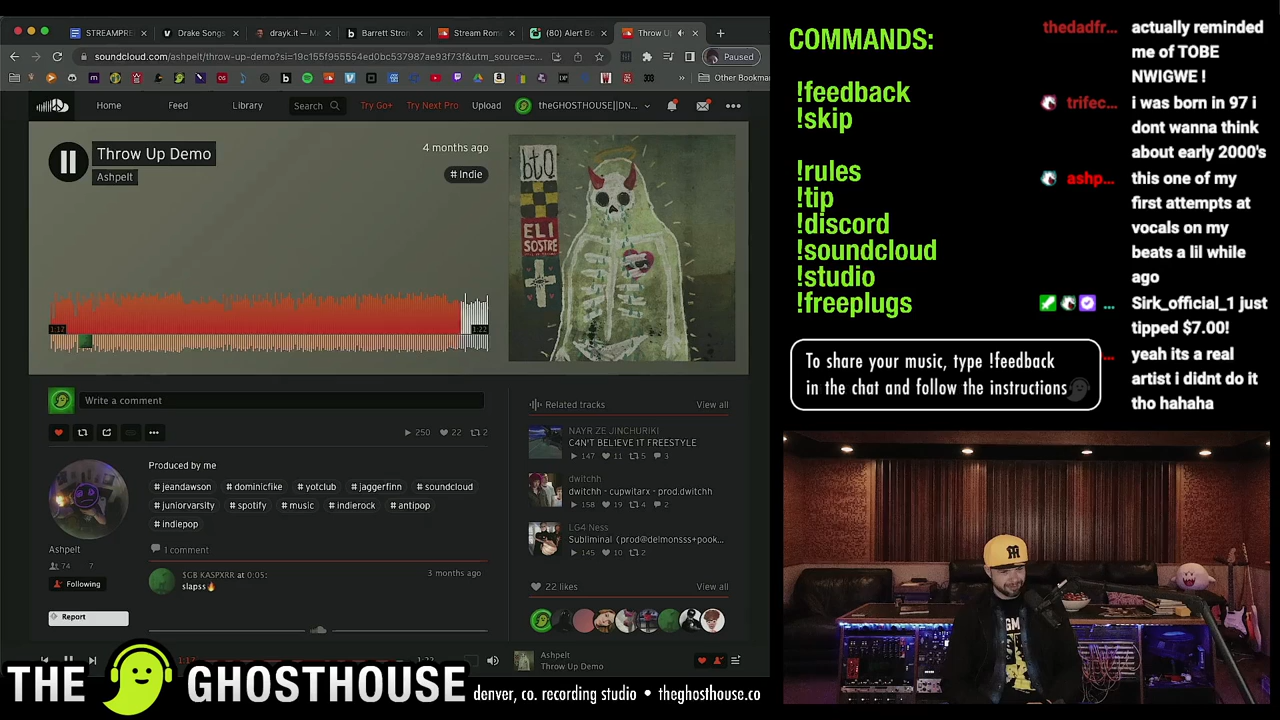 STREAMPRE
Drake Songs
drayk.it — M
Barrett Stron
Stream Rom
(80) Alert Bo
Throw Up
soundcloud.com/ashpelt/throw-up-demo?si=19c155f965554ed0bc537987ae93f723f&utm_source=c...
Paused
Other Bookmar
Home
Feed
Library
Search
Try Go+
Try Next Pro
Upload
theGHOSTHOUSE||DN...
Throw Up Demo
Ashpelt
4 months ago
# Indie
btO
ELI
SOSTRE
1:12
1:22
Write a comment
250
22
2
Produced by me
# jeandawson
# dominicfike
# yotclub
# jaggerfinn
# soundcloud
# juniorvarsity
# spotify
# music
# indierock
# antipop
# indiepop
Ashpelt
74
7
Following
Report
1 comment
$GB KASPXRR at 0:05:
slapss🔥
3 months ago
Related tracks
View all
NAYR ZE JINCHURIKI
C4N'T BELIEVE IT FREESTYLE
147
11
5
3
dwitchh
dwitchh - cupwitarx - prod.dwitchh
158
19
4
2
LG4 Ness
Subliminal (prod@delmonsss+pook...
145
10
2
22 likes
View all
Ashpelt
Throw Up Demo
THE GHOSTHOUSE
denver, co. recording studio • theghosthouse.co
COMMANDS:
!feedback
!skip
!rules
!tip
!discord
!soundcloud
!studio
!freeplugs
To share your music, type !feedback
in the chat and follow the instructions
thedadfr...
actually reminded
me of TOBE
NWIGWE !
trifec...
i was born in 97 i
dont wanna think
about early 2000's
ashp...
this one of my
first attempts at
vocals on my
beats a lil while
ago
...
Sirk_official_1 just
tipped $7.00!
...
yeah its a real
artist i didnt do it
tho hahaha